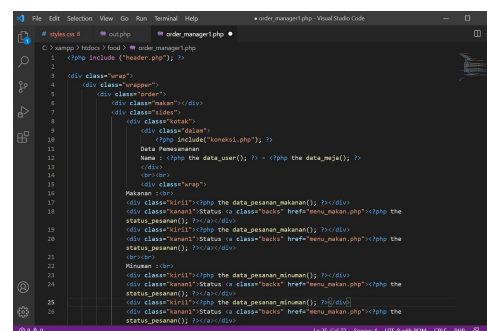 File Edit Selection View Go Run Terminal Help
● order_manager1.php - Visual Studio Code
# styles.css 9 out.php order_manager1.php ●
C: > xampp > htdocs > food > order_manager1.php
1 <?php include ("header.php"); ?>
2
3 <div class="wrap">
4 <div class="wrappar">
5 <div class="order">
6 <div class="makan"></div>
7 <div class="sides">
8 <div class="kotak">
9 <div class="dalam">
10 <?php include("koneksi.php"); ?>
11 Data Pemesananan
12 Nama : <?php the data_user(); ?> - <?php the data_meja(); ?>
13 </div>
14 <br><br>
15 <div class="wrap">
16 Makanan :<br>
17 <div class="kiri1"><?php the data_pesanan_makanan(); ?></div>
18 <div class="kanan1">Status <a class="backs" href="menu_makan.php"><?php the
status_pesanan(); ?></a></div>
19 <div class="kiri1"><?php the data_pesanan_makanan(); ?></div>
20 <div class="kanan1">Status <a class="backs" href="menu_makan.php"><?php the
status_pesanan(); ?></a></div>
21 <br><br>
22 Minuman :<br>
23 <div class="kiri1"><?php the data_pesanan_minuman(); ?></div>
24 <div class="kanan1">Status <a class="backs" href="menu_makan.php"><?php the
status_pesanan(); ?></a></div>
25 <div class="kiri1"><?php the data_pesanan_minuman(); ?></div>
26 <div class="kanan1">Status <a class="backs" href="menu_makan.php"><?php the
status_pesanan(); ?></a></div>